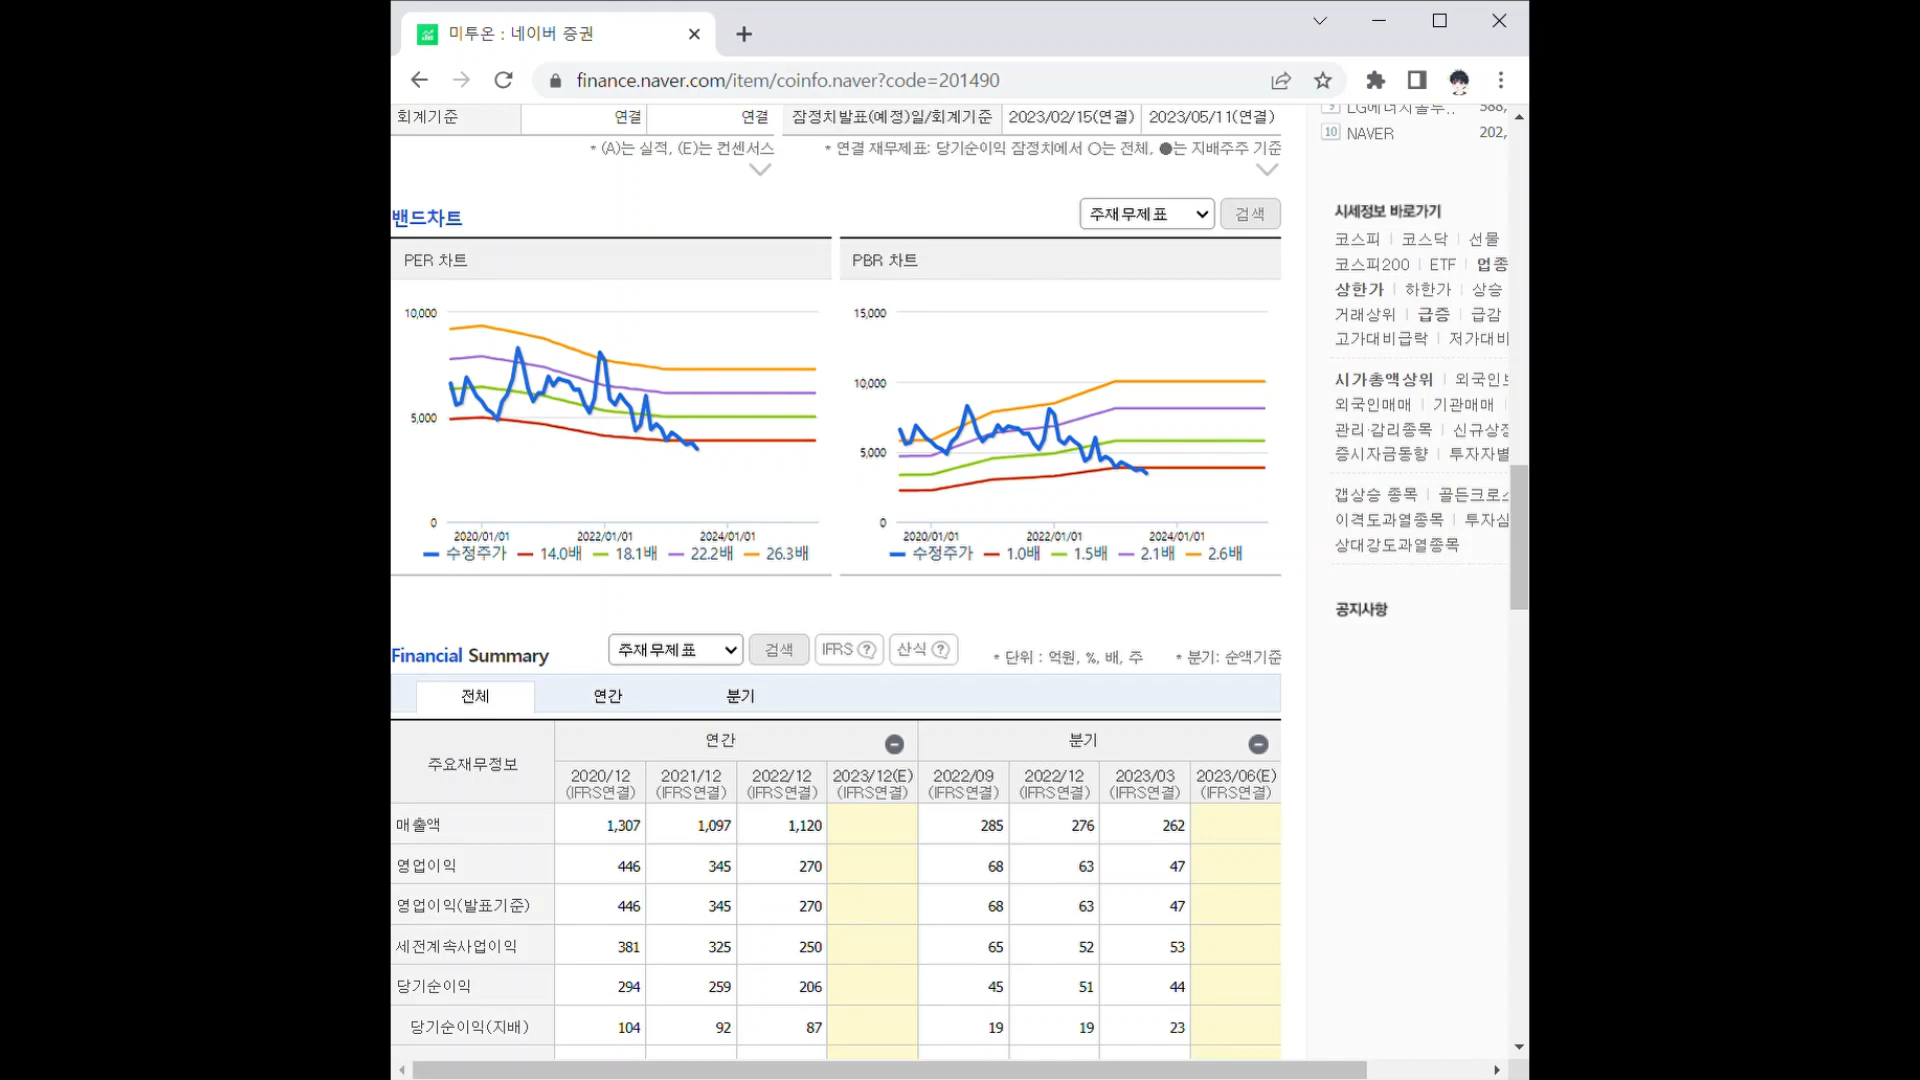 미투온 : 네이버 증권
finance.naver.com/item/coinfo.naver?code=201490
회계기준 연결 연결 잠정치발표(예정)일/회계기준 2023/02/15(연결) 2023/05/11(연결)
* (A)는 실적, (E)는 컨센서스
* 연결 재무제표: 당기순이익 잠정치에서 ○는 전체, ●는 지배주주 기준
밴드차트
주재무제표 검색
PER 차트
10,000
5,000
0
2020/01/01 2022/01/01 2024/01/01
수정주가 14.0배 18.1배 22.2배 26.3배
PBR 차트
15,000
10,000
5,000
0
2020/01/01 2022/01/01 2024/01/01
수정주가 1.0배 1.5배 2.1배 2.6배
Financial Summary
주재무제표 검색 IFRS ? 산식 ?
* 단위 : 억원, %, 배, 주 * 분기: 순액기준
전체 연간 분기
주요재무정보 연간 분기
2020/12 2021/12 2022/12 2023/12(E) 2022/09 2022/12 2023/03 2023/06(E)
(IFRS연결) (IFRS연결) (IFRS연결) (IFRS연결) (IFRS연결) (IFRS연결) (IFRS연결) (IFRS연결)
매출액 1,307 1,097 1,120 285 276 262
영업이익 446 345 270 68 63 47
영업이익(발표기준) 446 345 270 68 63 47
세전계속사업이익 381 325 250 65 52 53
당기순이익 294 259 206 45 51 44
당기순이익(지배) 104 92 87 19 19 23
10 NAVER 202,
시세정보 바로가기
코스피 코스닥 선물
코스피200 ETF 업종
상한가 하한가 상승
거래상위 급증 급감
고가대비급락 저가대비
시가총액상위 외국인
외국인매매 기관매매
관리·감리종목 신규상장
증시자금동향 투자자별
갭상승 종목 골든크로스
이격도과열종목 투자심
상대강도과열종목
공지사항